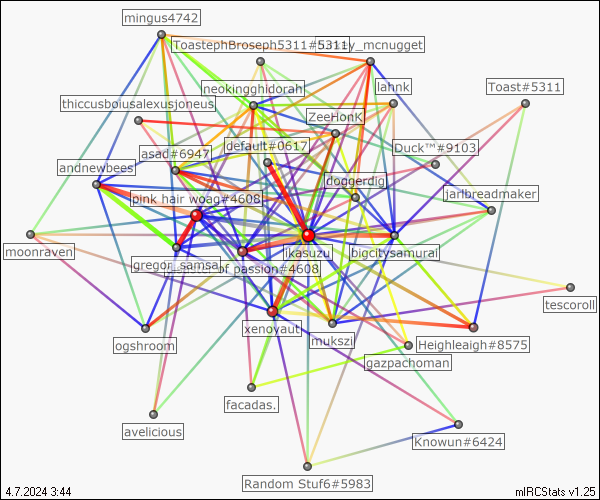 mingus4742
ToastephBroseph5311#5311
y_mcnugget
neokingghidorah
lahnk
Toast#5311
thiccusboiusalexusjoneus
ZeeHonK
asad#6947
default#0617
Duck™#9103
andnewbees
doggerdig
pink hair woag#4608
jarlbreadmaker
moonraven
ikasuzu
bigcitysamurai
gregor_samsa
of passion#4608
tescoroll
xenoyaut
ogshroom
mukszi
Heighleaigh#8575
gazpachoman
facadas.
avelicious
Knowun#6424
Random Stuf6#5983
4.7.2024 3:44
mIRCStats v1.25